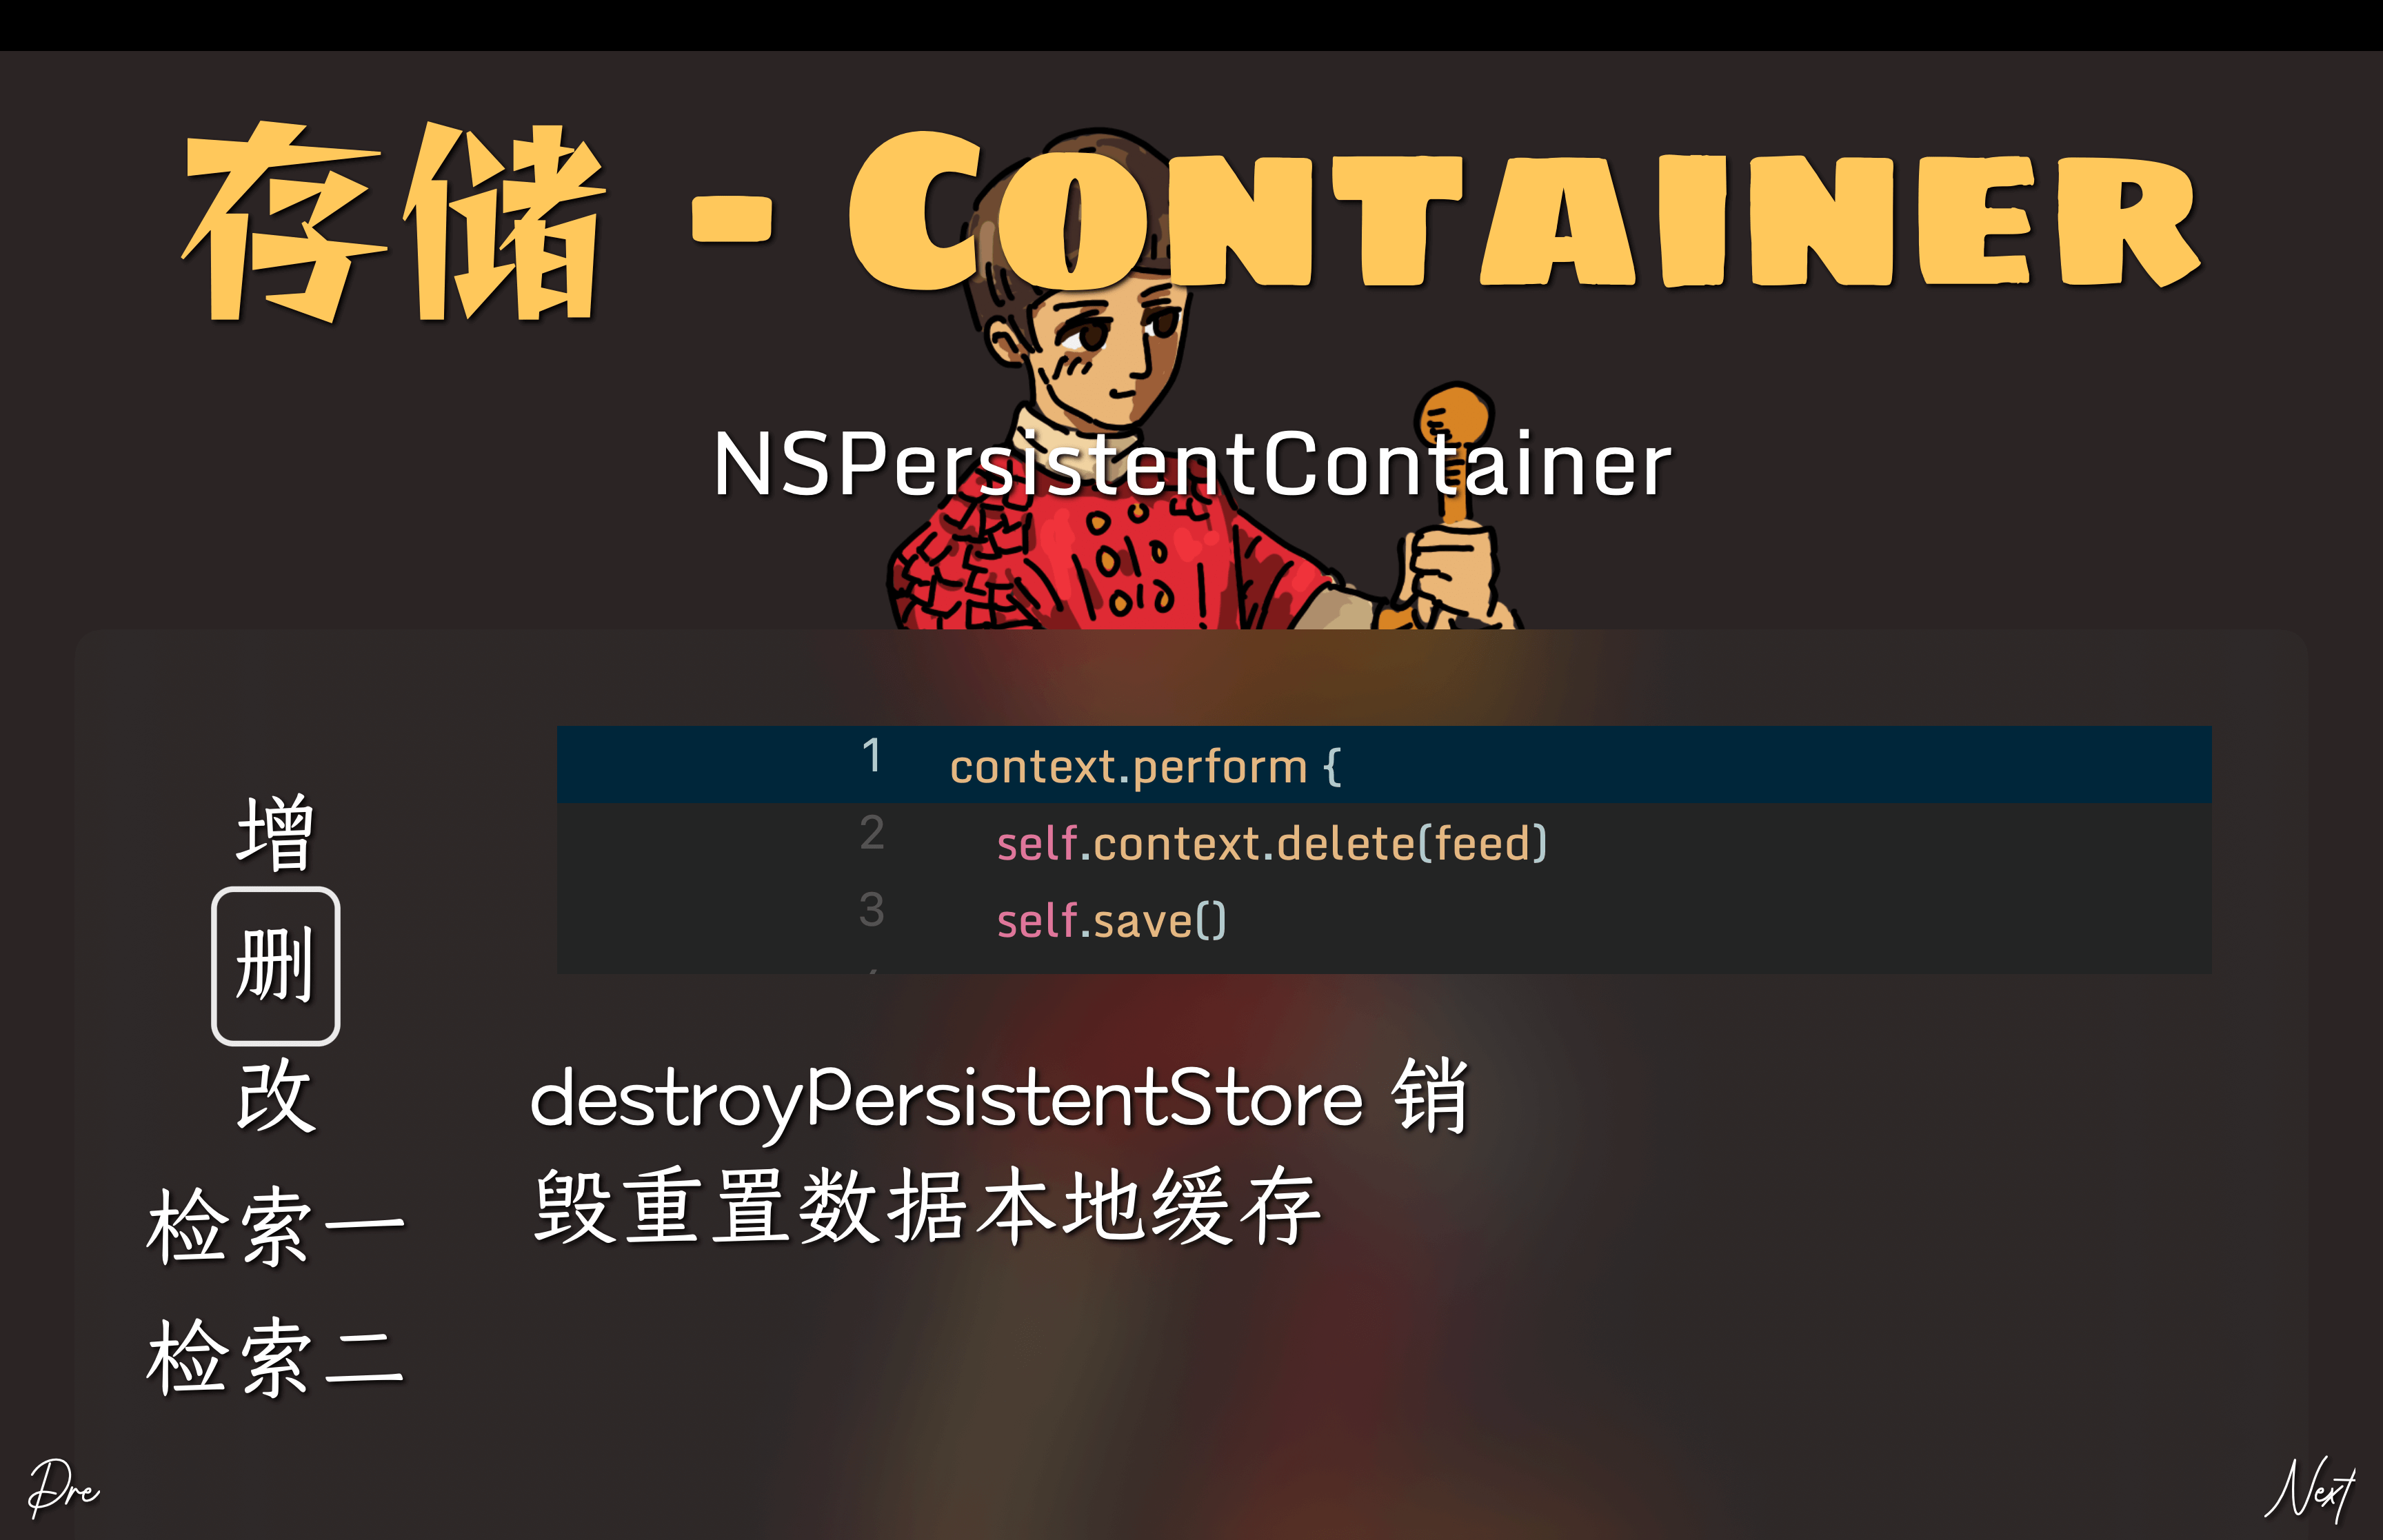 存储 - Container
NSPersistentContainer
增
删
改
检索一
检索二
1 context.perform {
2 self.context.delete(feed)
3 self.save()
destroyPersistentStore 销
毁重置数据本地缓存
Pre
Next